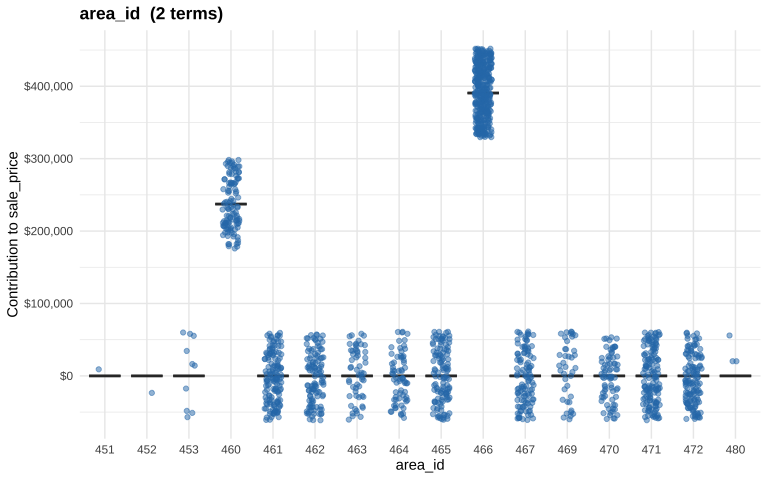 area_id  (2 terms)
Contribution to sale_price
$400,000
$300,000
$200,000
$100,000
$0
451 452 453 460 461 462 463 464 465 466 467 469 470 471 472 480
area_id